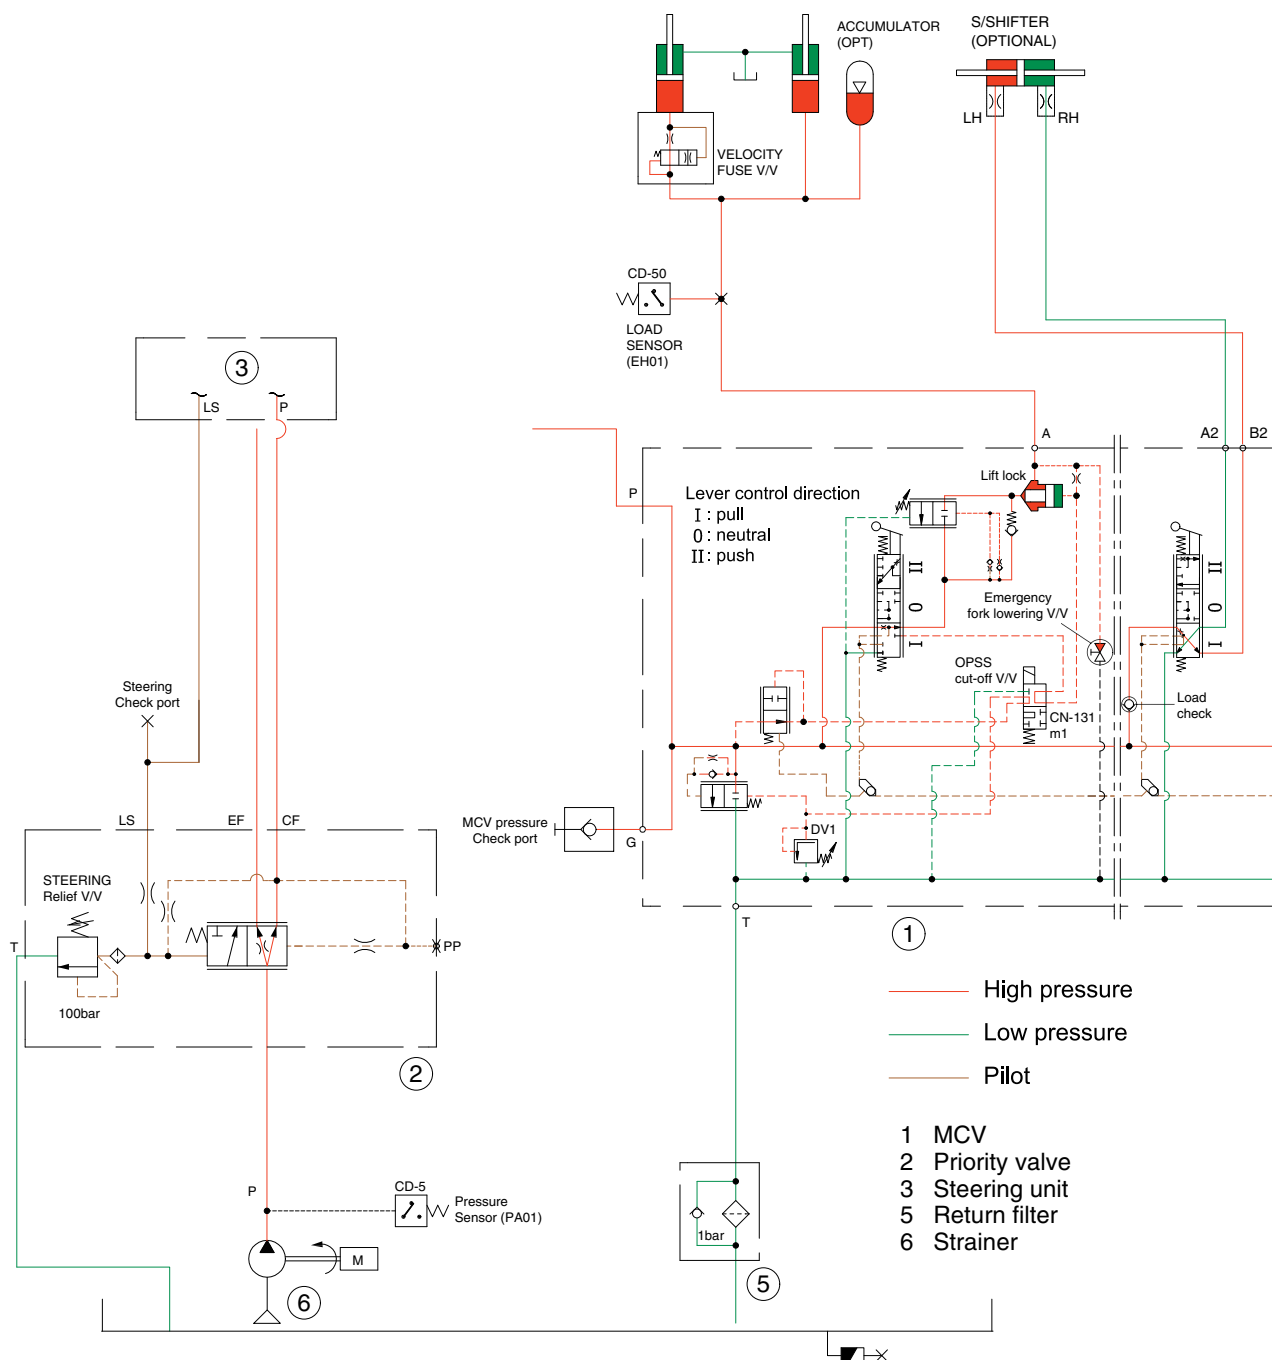 ACCUMULATOR
(OPT)
S/SHIFTER
(OPTIONAL)
LH
RH
VELOCITY
FUSE V/V
CD-50
LOAD
SENSOR
(EH01)
3
LS
P
A
A2
B2
P
Lever control direction
I : pull
0 : neutral
II : push
Lift lock
II
0
I
II
0
I
Emergency
fork lowering V/V
OPSS
cut-off V/V
CN-131
m1
Load
check
Steering
Check port
LS
EF
CF
MCV pressure
Check port
G
DV1
STEERING
Relief V/V
T
PP
100bar
T
1
2
High pressure
Low pressure
Pilot
1 MCV
2 Priority valve
3 Steering unit
5 Return filter
6 Strainer
P
CD-5
Pressure
Sensor (PA01)
M
6
1bar
5